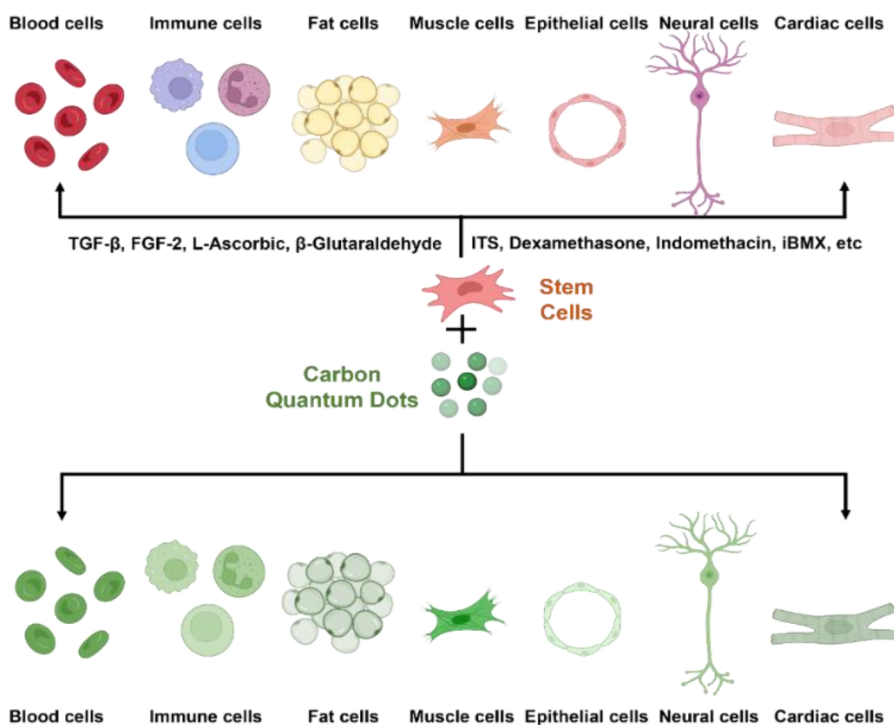 Blood cells Immune cells Fat cells Muscle cells Epithelial cells Neural cells Cardiac cells
TGF-β, FGF-2, L-Ascorbic, β-Glutaraldehyde ITS, Dexamethasone, Indomethacin, iBMX, etc
Stem
Cells
Carbon
Quantum Dots
Blood cells Immune cells Fat cells Muscle cells Epithelial cells Neural cells Cardiac cells